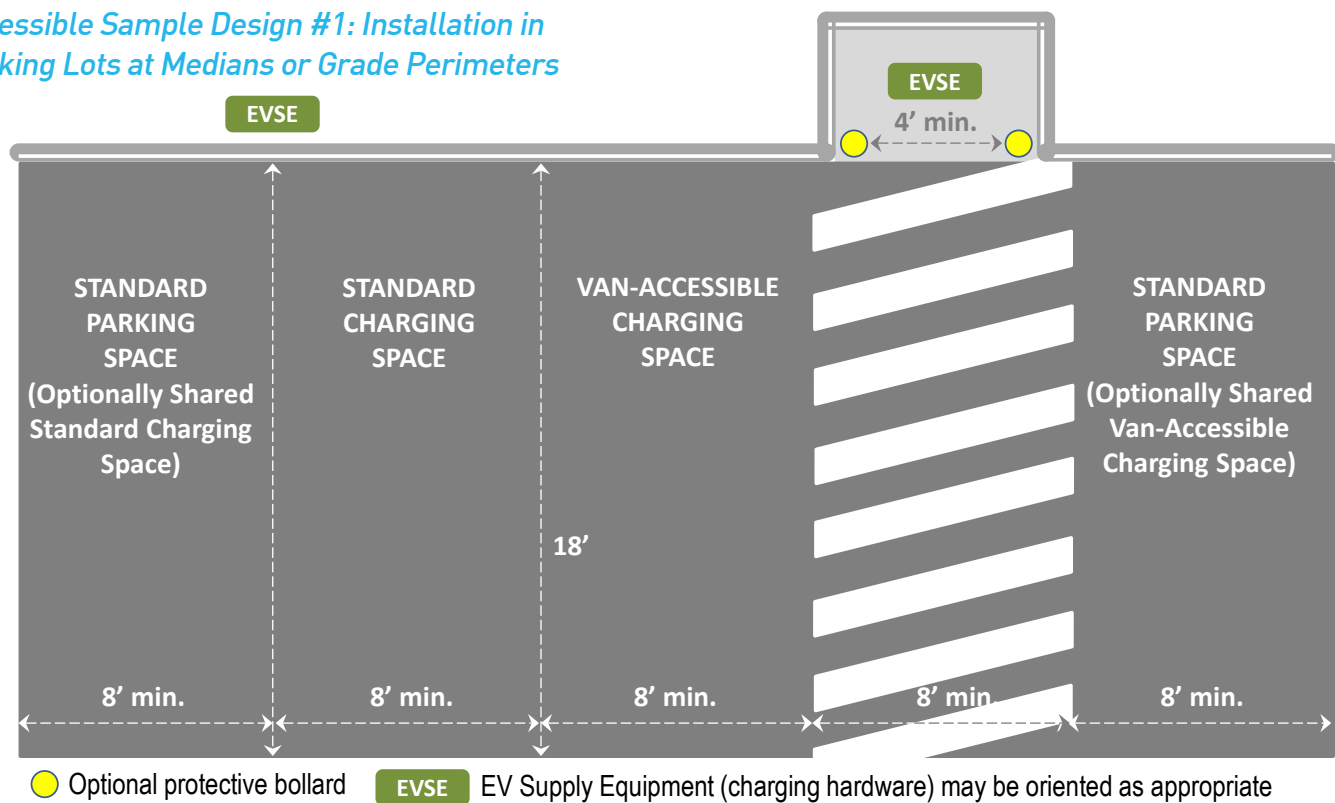 essible Sample Design #1: Installation in
king Lots at Medians or Grade Perimeters
EVSE
EVSE
4’ min.
STANDARD
PARKING
SPACE
(Optionally Shared
Standard Charging
Space)
STANDARD
CHARGING
SPACE
VAN-ACCESSIBLE
CHARGING
SPACE
STANDARD
PARKING
SPACE
(Optionally Shared
Van-Accessible
Charging Space)
18’
8’ min.
8’ min.
8’ min.
8’ min.
8’ min.
Optional protective bollard
EVSE EV Supply Equipment (charging hardware) may be oriented as appropriate